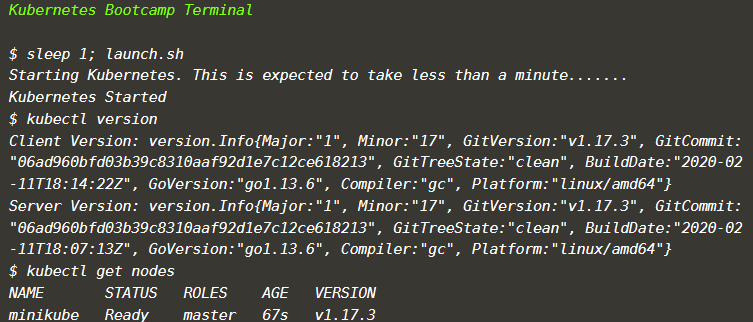 Kubernetes Bootcamp Terminal
$ sleep 1; launch.sh
Starting Kubernetes. This is expected to take less than a minute.......
Kubernetes Started
$ kubectl version
Client Version: version.Info{Major:"1", Minor:"17", GitVersion:"v1.17.3", GitCommit:
"06ad960bfd03b39c8310aaf92d1e7c12ce618213", GitTreeState:"clean", BuildDate:"2020-02
-11T18:14:22Z", GoVersion:"go1.13.6", Compiler:"gc", Platform:"linux/amd64"}
Server Version: version.Info{Major:"1", Minor:"17", GitVersion:"v1.17.3", GitCommit:
"06ad960bfd03b39c8310aaf92d1e7c12ce618213", GitTreeState:"clean", BuildDate:"2020-02
-11T18:07:13Z", GoVersion:"go1.13.6", Compiler:"gc", Platform:"linux/amd64"}
$ kubectl get nodes
NAME STATUS ROLES AGE VERSION
minikube Ready master 67s v1.17.3